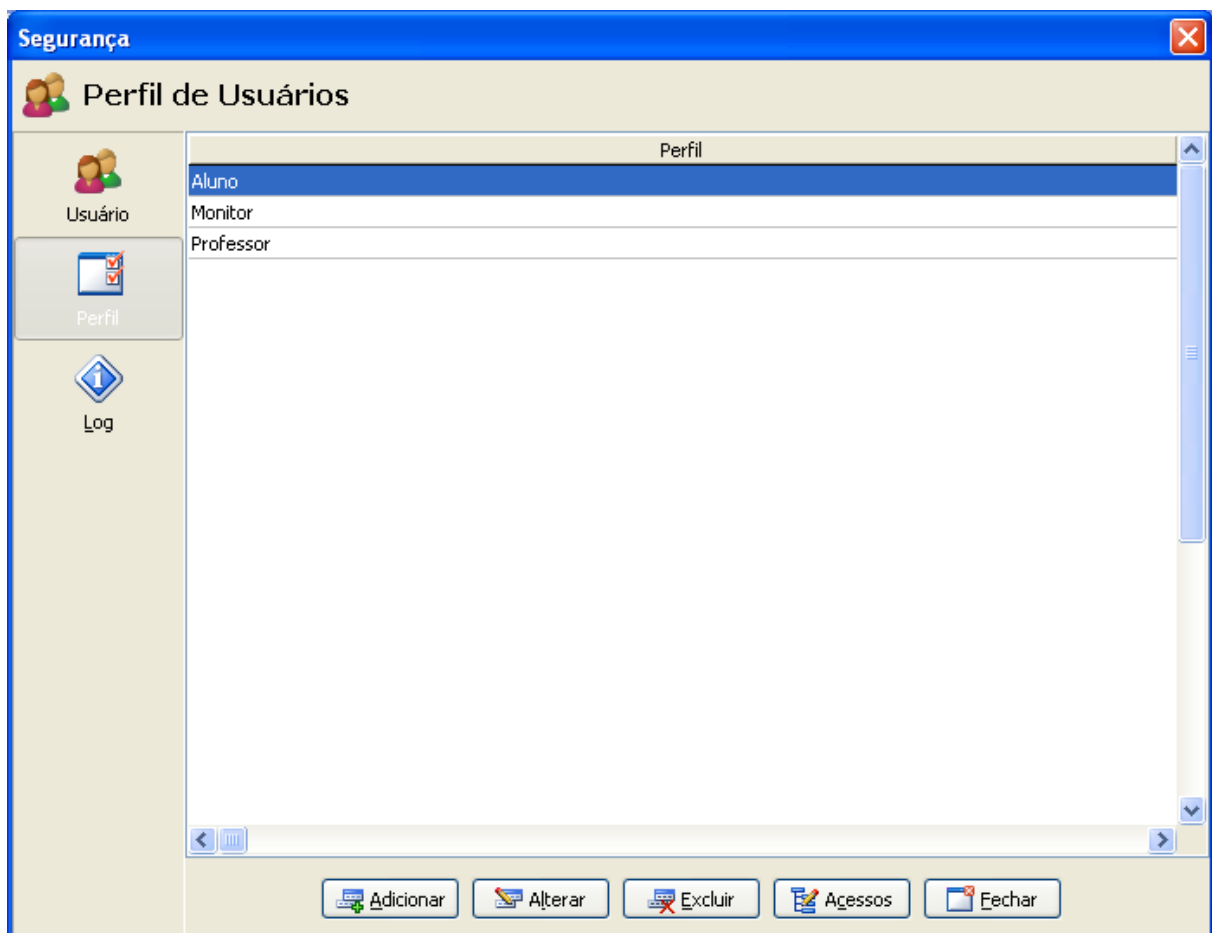 Segurança
Perfil de Usuários
Usuário
Perfil
Log
Perfil
Aluno
Monitor
Professor
Adicionar Alterar Excluir Acessos Fechar